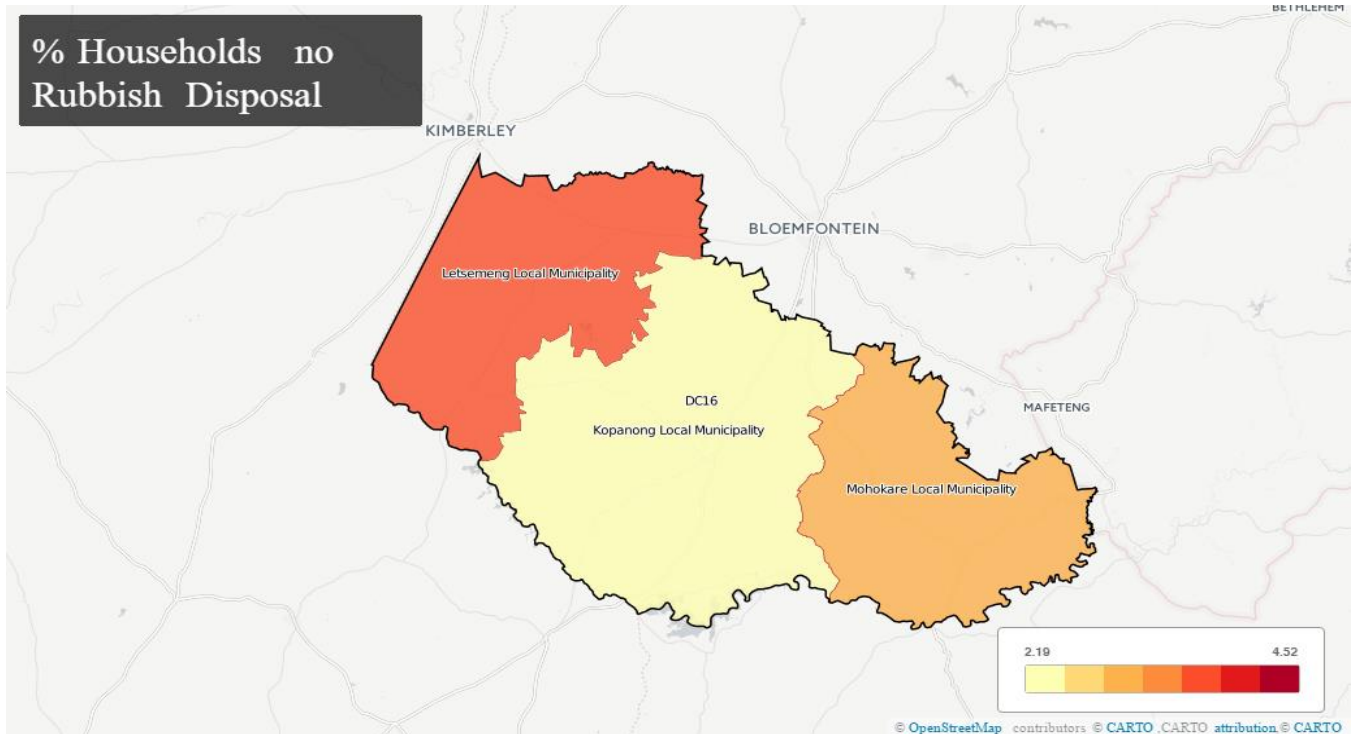 BETHLEHEM
% Households no
Rubbish Disposal
KIMBERLEY
BLOEMFONTEIN
Letsemeng Local Municipality
DC16
MAFETENG
Kopanong Local Municipality
Mohokare Local Municipality
2.19 4.52
© OpenStreetMap contributors © CARTO ,CARTO attribution,© CARTO